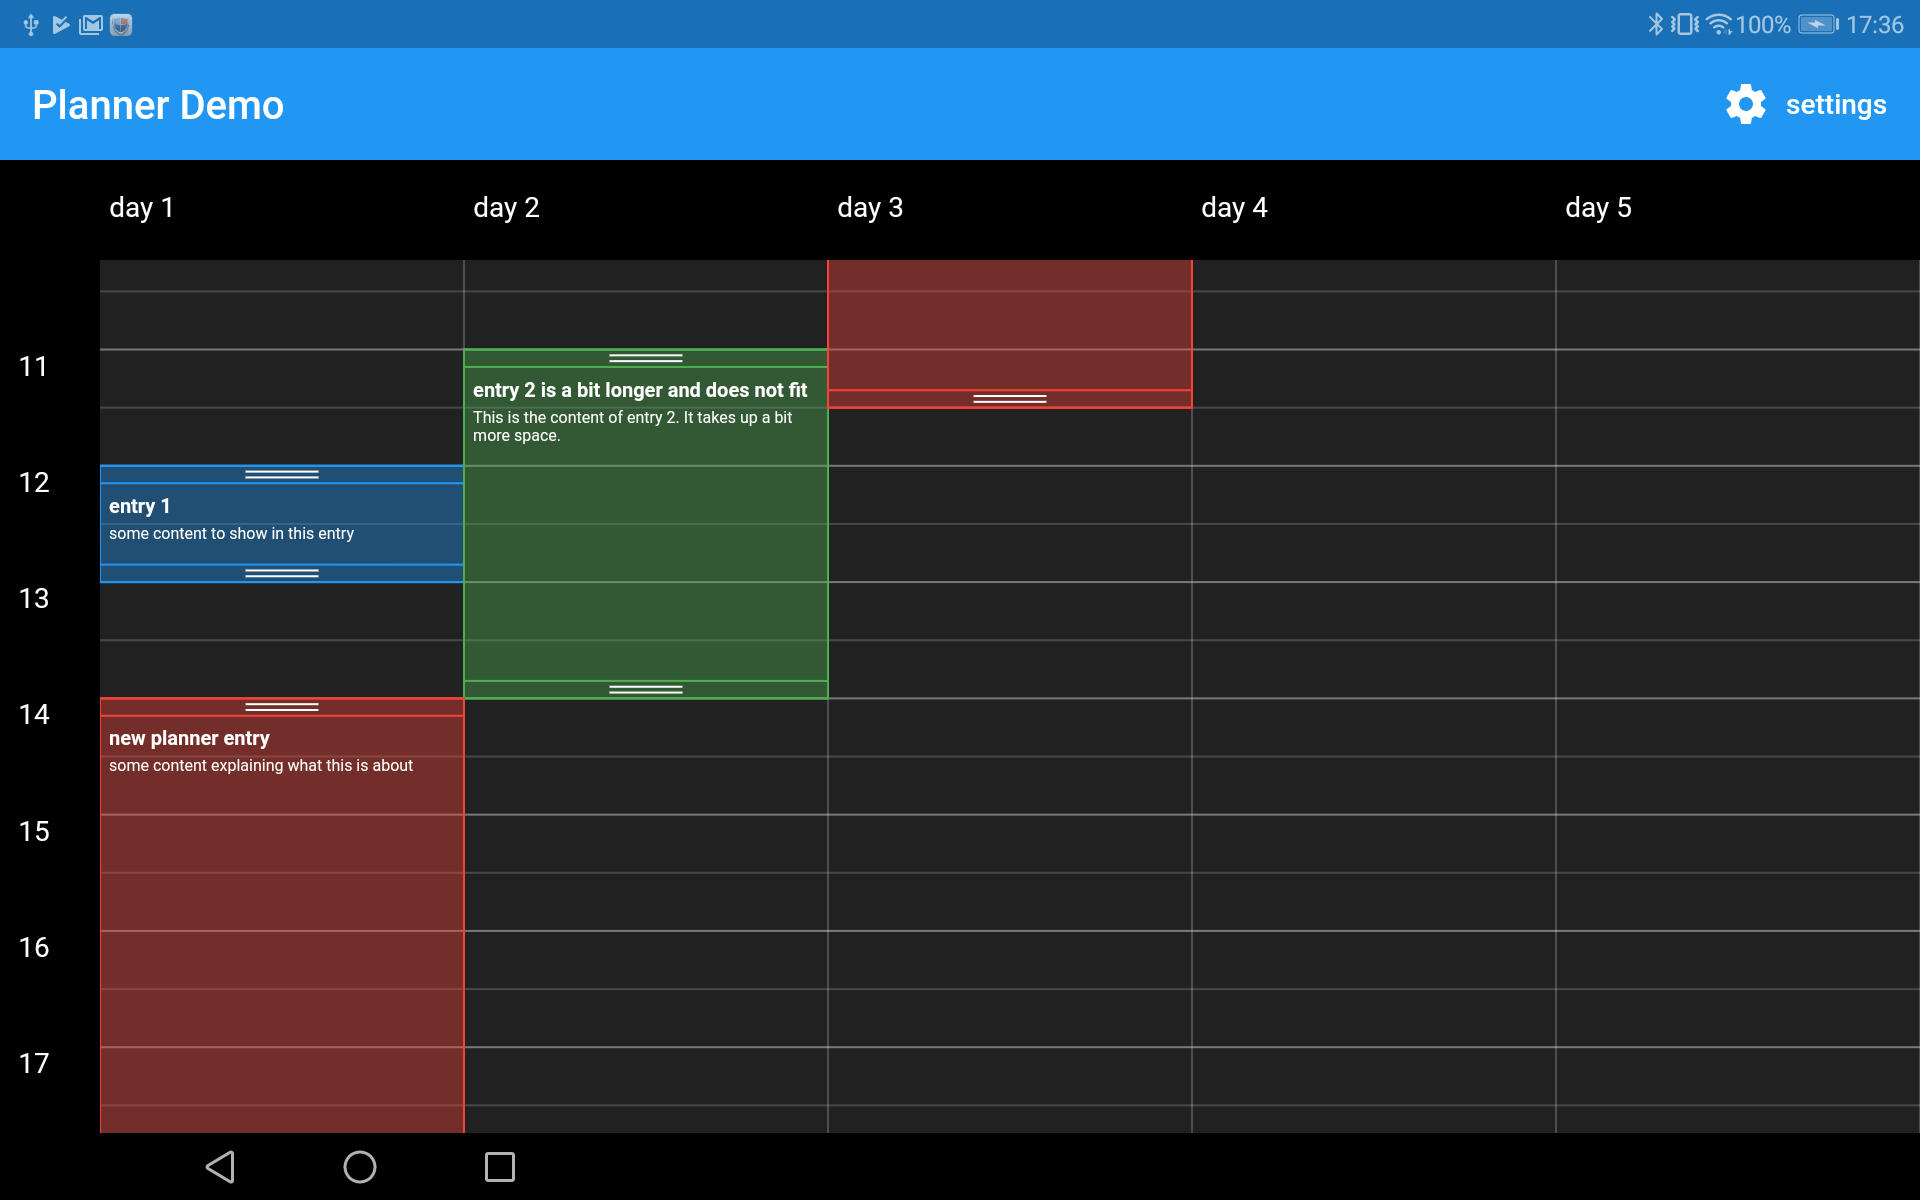 100% 17:36
Planner Demo
settings
day 1 day 2 day 3 day 4 day 5
11
entry 2 is a bit longer and does not fit
This is the content of entry 2. It takes up a bit
more space.
12
entry 1
some content to show in this entry
13
14
new planner entry
some content explaining what this is about
15
16
17